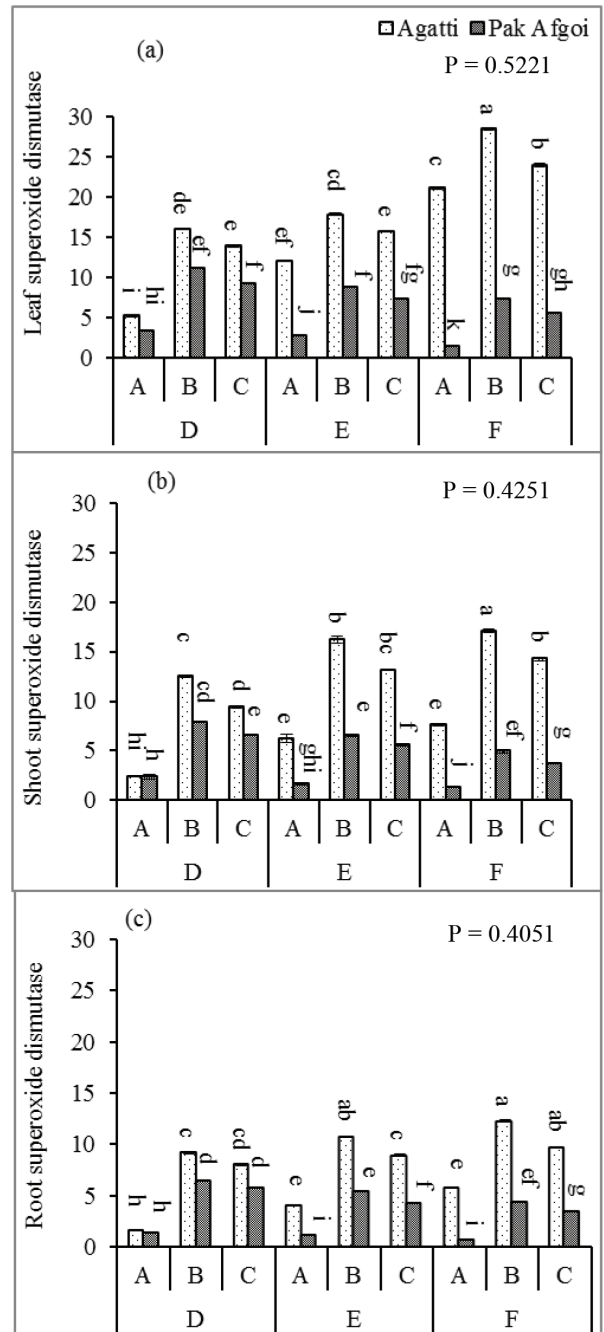 Agatti Pak Afgoi
(a)
P = 0.5221
Leaf superoxide dismutase
30
25
20
15
10
5
0
i hi de ef e f ef j cd f e fg c k a g b gh
A B C A B C A B C
D E F
(b)
P = 0.4251
Shoot superoxide dismutase
30
25
20
15
10
5
0
hi h c cd d e e ghi b e bc f e j a ef b g
A B C A B C A B C
D E F
(c)
P = 0.4051
Root superoxide dismutase
30
25
20
15
10
5
0
h h c d cd d e i ab e c f e i a ef ab g
A B C A B C A B C
D E F